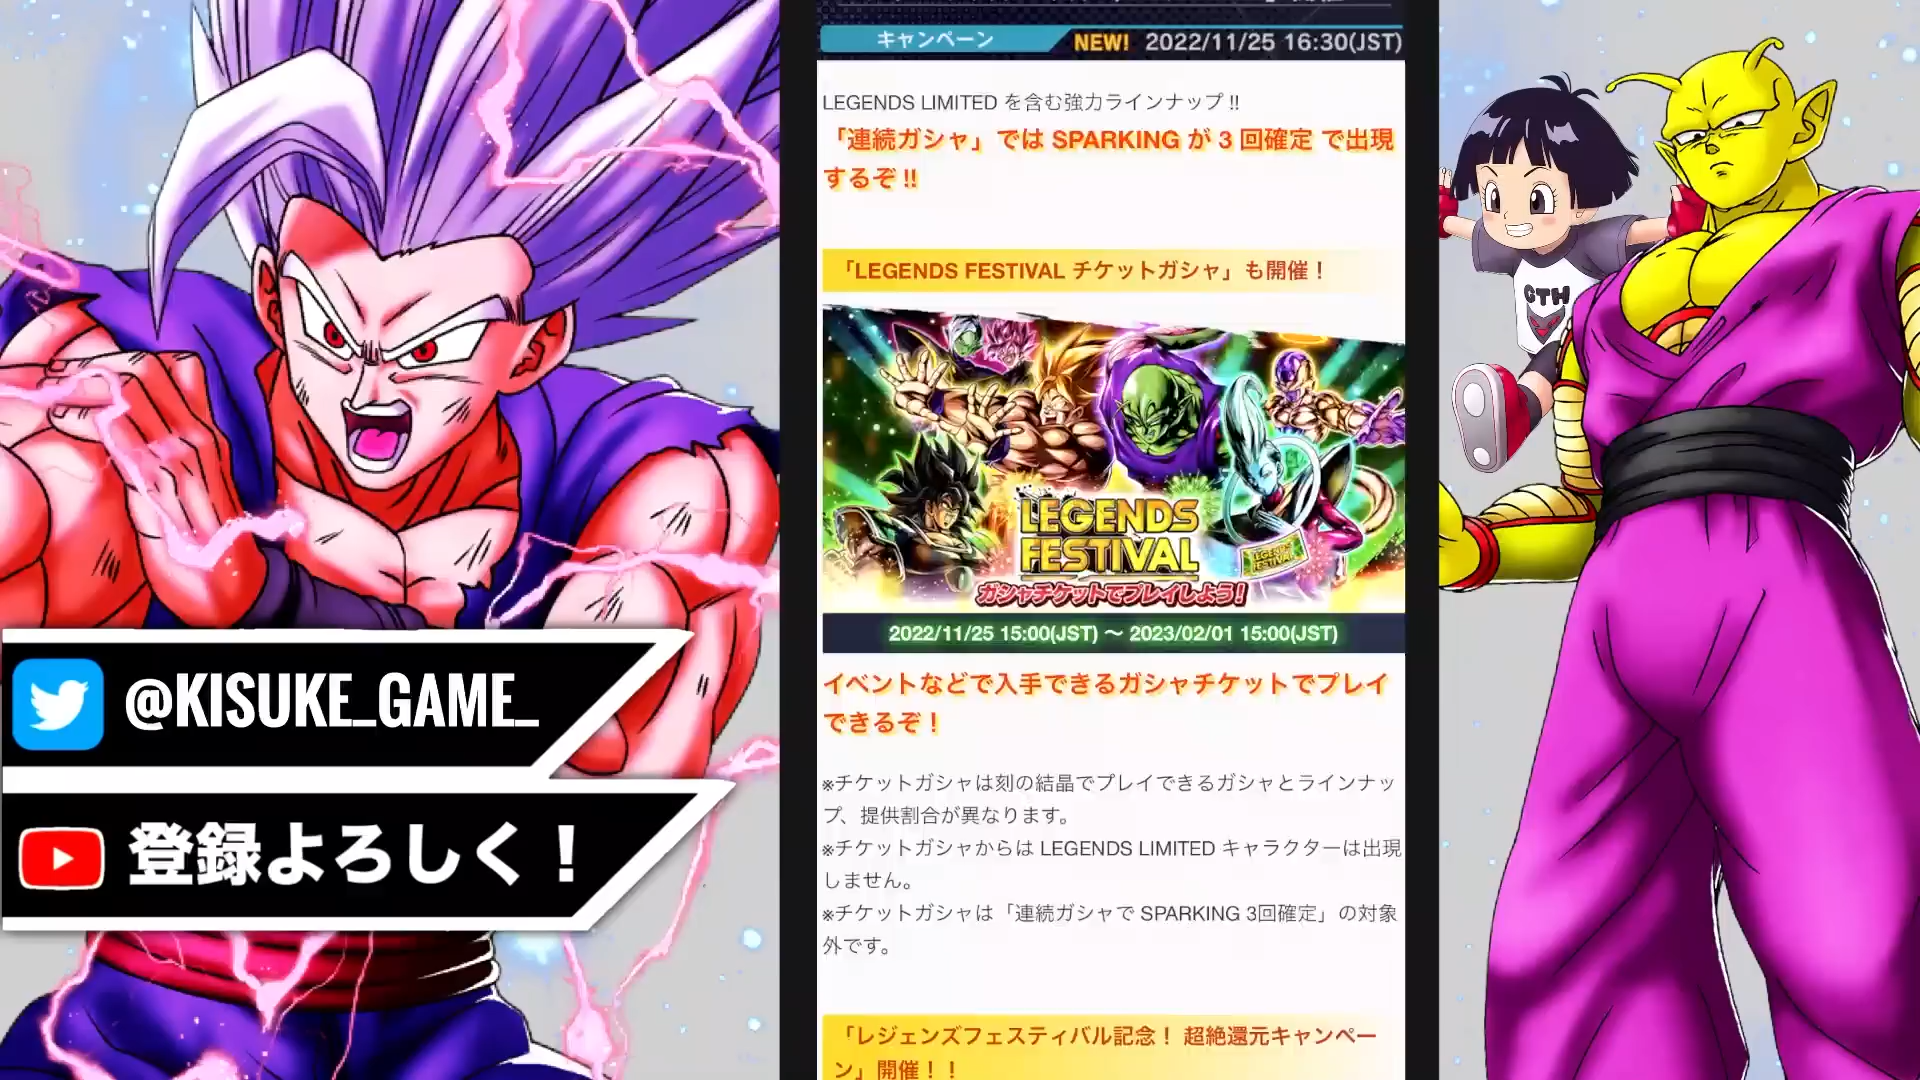 キャンペーン
NEW! 2022/11/25 16:30(JST)
LEGENDS LIMITED を含む強力ラインナップ !!
「連続ガシャ」では SPARKING が 3 回確定 で出現
するぞ !!
「LEGENDS FESTIVAL チケットガシャ」も開催！
LEGENDS
FESTIVAL
LEGENDS
FESTIVAL
ガシャチケットでプレイしよう!
2022/11/25 15:00(JST) ～ 2023/02/01 15:00(JST)
イベントなどで入手できるガシャチケットでプレイ
できるぞ！
※チケットガシャは刻の結晶でプレイできるガシャとラインナッ
プ、提供割合が異なります。
※チケットガシャからは LEGENDS LIMITED キャラクターは出現
しません。
※チケットガシャは「連続ガシャで SPARKING 3回確定」の対象
外です。
「レジェンズフェスティバル記念！ 超絶還元キャンペー
ン」開催！！
@KISUKE_GAME_
登録よろしく！
GTH